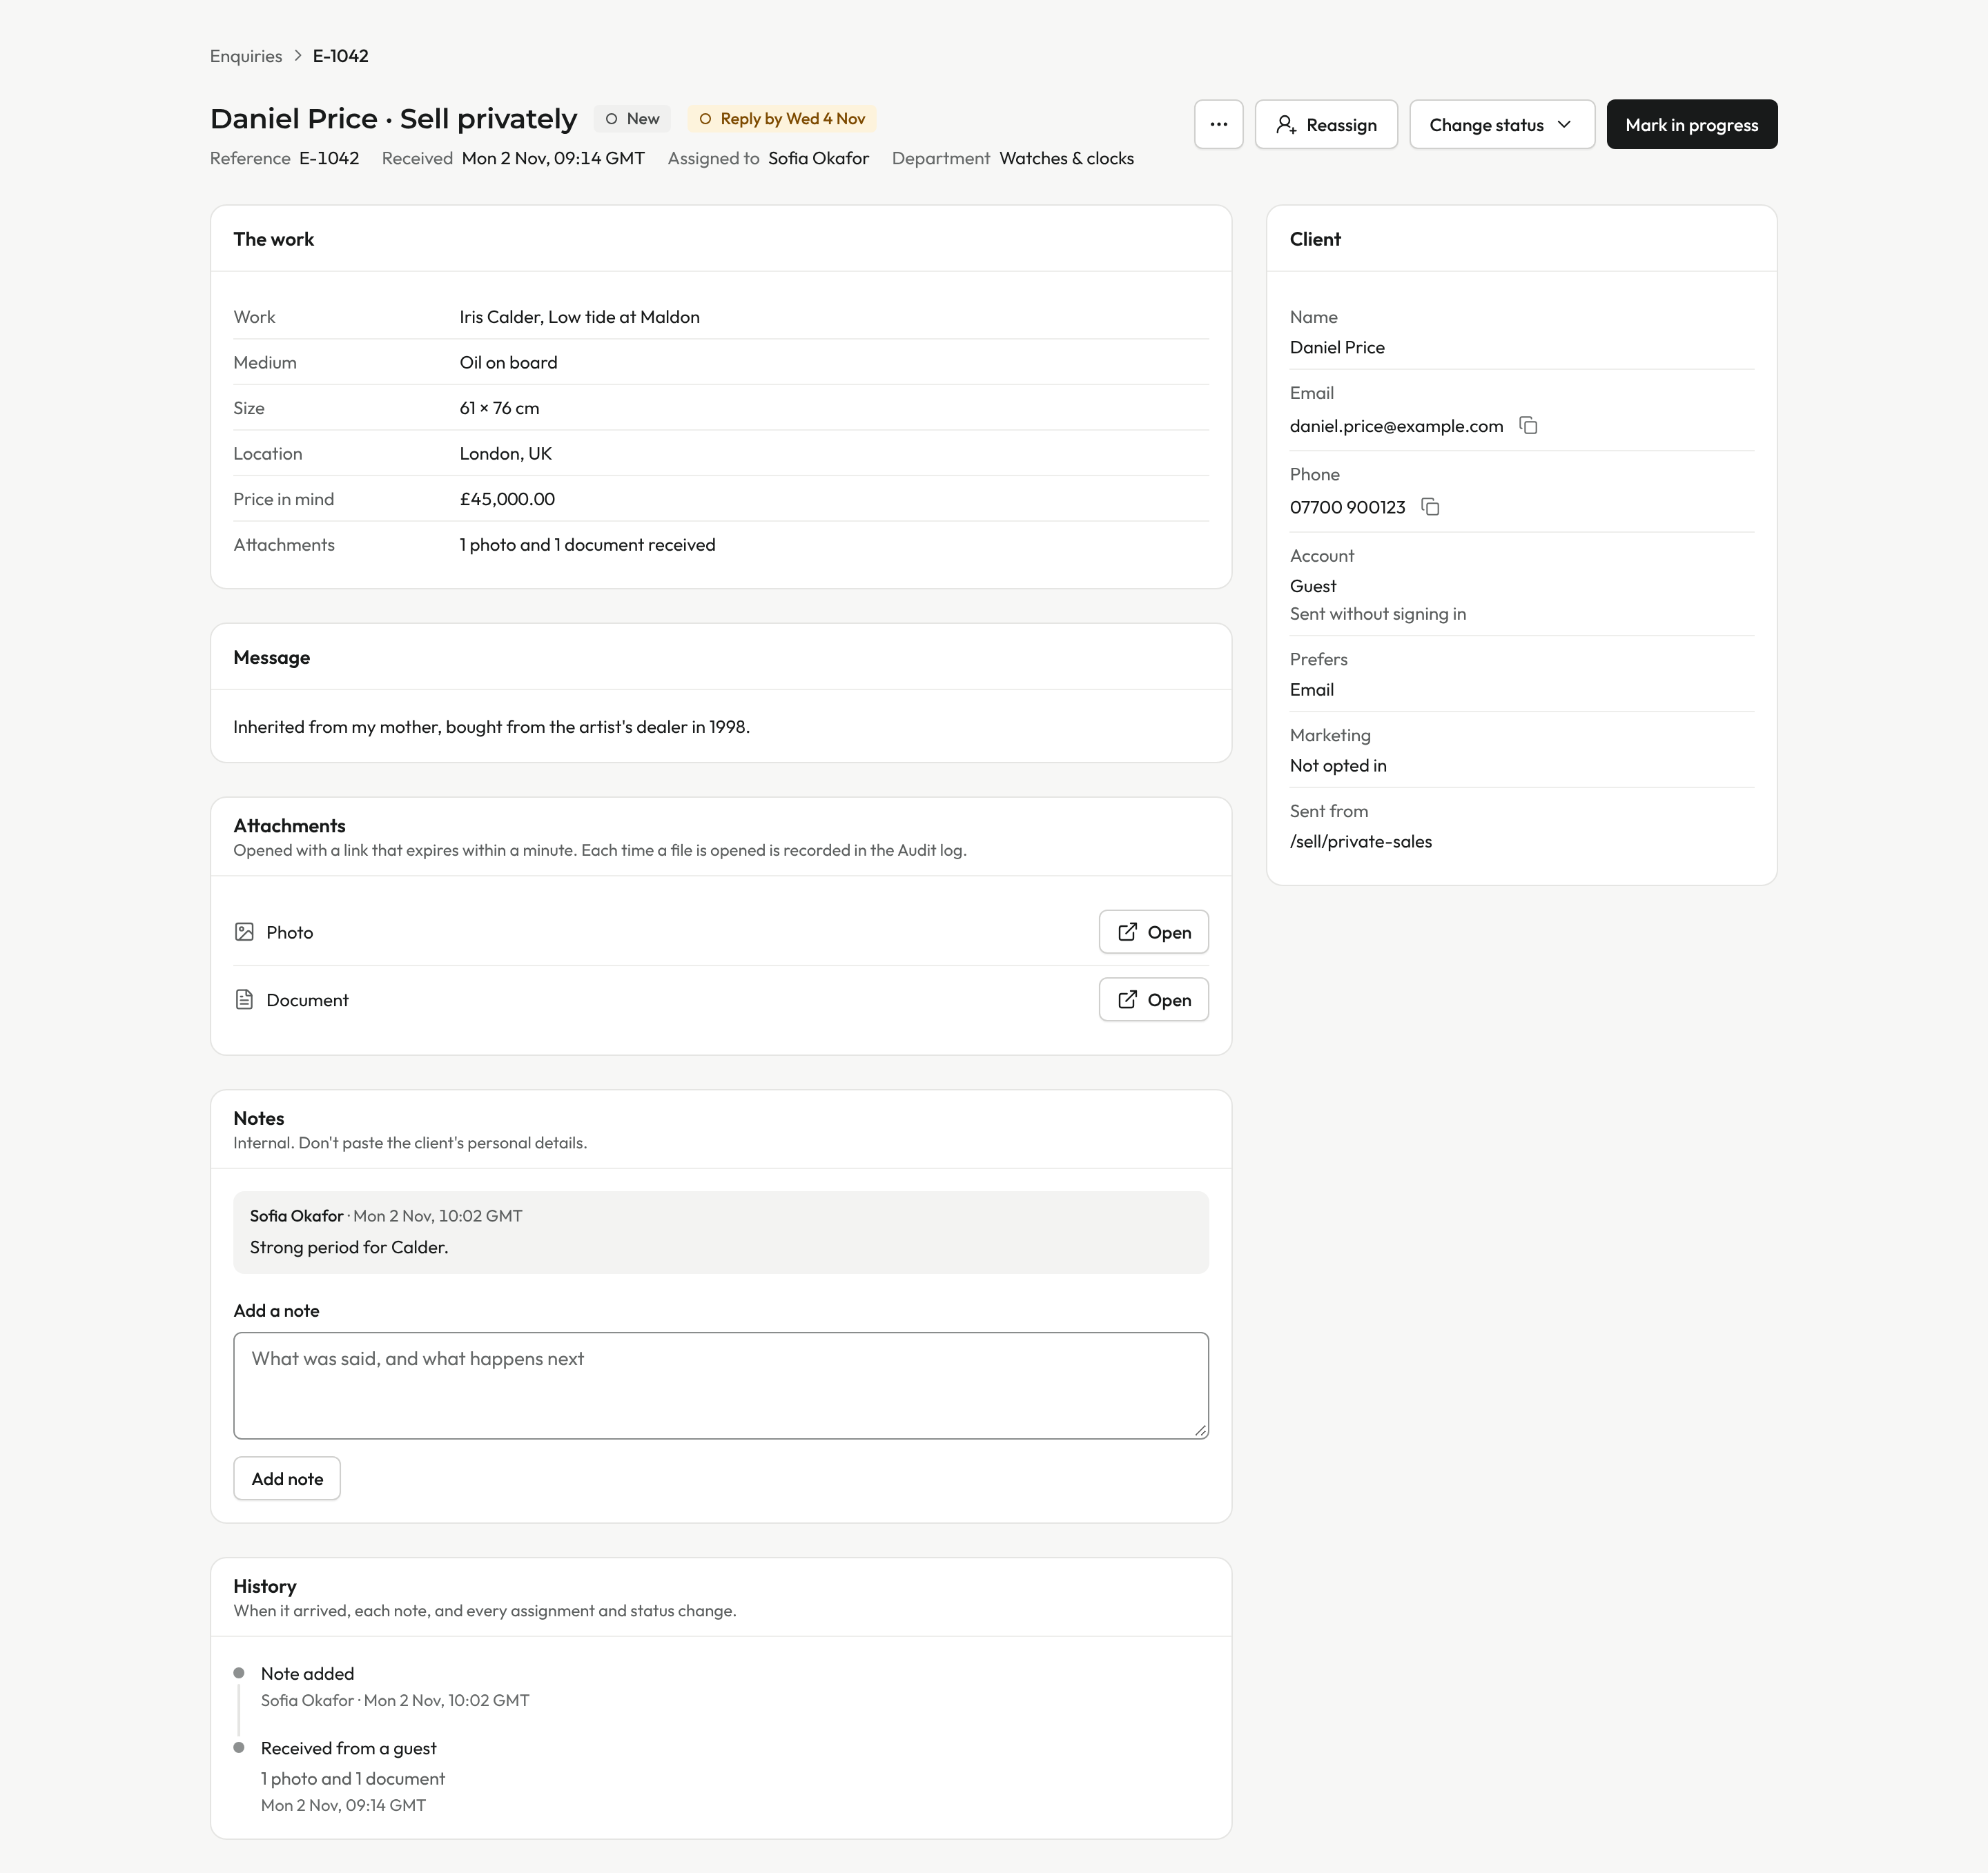 Enquiries > E-1042
Daniel Price · Sell privately
New
Reply by Wed 4 Nov
Reassign
Change status
Mark in progress
Reference E-1042 Received Mon 2 Nov, 09:14 GMT Assigned to Sofia Okafor Department Watches & clocks
The work
Work Iris Calder, Low tide at Maldon
Medium Oil on board
Size 61 × 76 cm
Location London, UK
Price in mind £45,000.00
Attachments 1 photo and 1 document received
Message
Inherited from my mother, bought from the artist's dealer in 1998.
Attachments
Opened with a link that expires within a minute. Each time a file is opened is recorded in the Audit log.
Photo Open
Document Open
Notes
Internal. Don't paste the client's personal details.
Sofia Okafor · Mon 2 Nov, 10:02 GMT
Strong period for Calder.
Add a note
What was said, and what happens next
Add note
History
When it arrived, each note, and every assignment and status change.
Note added
Sofia Okafor · Mon 2 Nov, 10:02 GMT
Received from a guest
1 photo and 1 document
Mon 2 Nov, 09:14 GMT
Client
Name
Daniel Price
Email
daniel.price@example.com
Phone
07700 900123
Account
Guest
Sent without signing in
Prefers
Email
Marketing
Not opted in
Sent from
/sell/private-sales